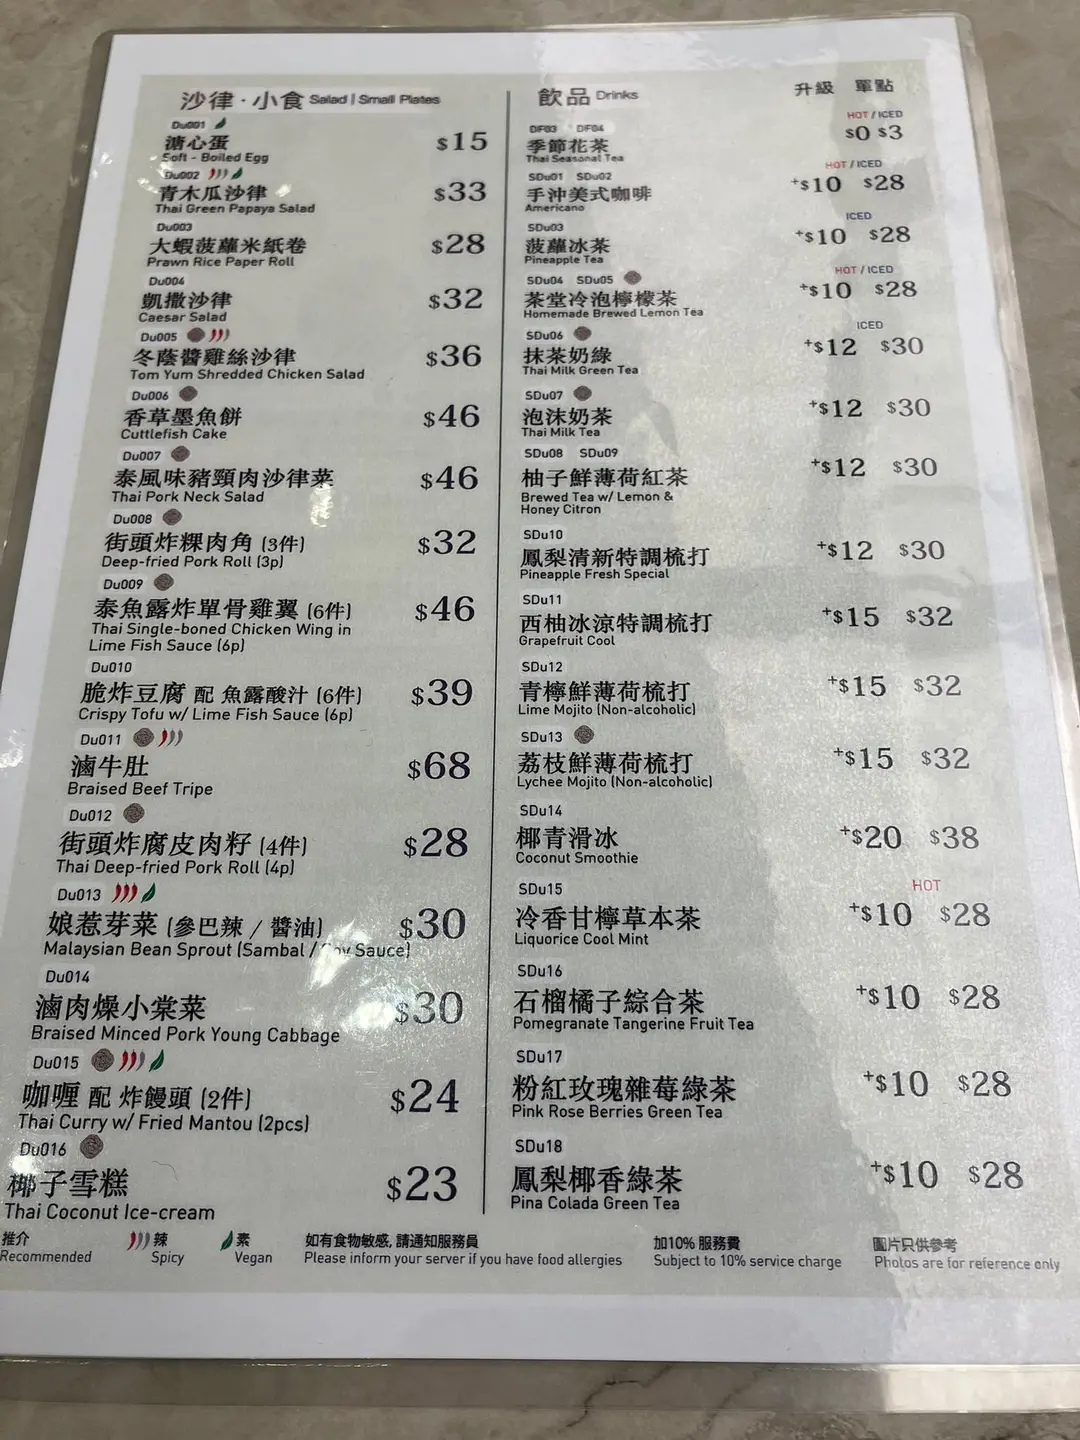 沙律·小食 Salad | Small Plates
Du001
溏心蛋 $15
Soft - Boiled Egg
Du002
青木瓜沙律 $33
Thai Green Papaya Salad
Du003
大蝦菠蘿米紙卷 $28
Prawn Rice Paper Roll
Du004
凱撒沙律 $32
Caesar Salad
Du005
冬蔭醬雞絲沙律 $36
Tom Yum Shredded Chicken Salad
Du006
香草墨魚餅 $46
Cuttlefish Cake
Du007
泰風味豬頸肉沙律菜 $46
Thai Pork Neck Salad
Du008
街頭炸粿肉角 (3件) $32
Deep-fried Pork Roll (3p)
Du009
泰魚露炸單骨雞翼 (6件) $46
Thai Single-boned Chicken Wing in
Lime Fish Sauce (6p)
Du010
脆炸豆腐 配 魚露酸汁 (6件) $39
Crispy Tofu w/ Lime Fish Sauce (6p)
Du011
滷牛肚 $68
Braised Beef Tripe
Du012
街頭炸腐皮肉籽 (4件) $28
Thai Deep-fried Pork Roll (4p)
Du013
娘惹芽菜 (參巴辣 / 醬油) $30
Malaysian Bean Sprout (Sambal / Soy Sauce)
Du014
滷肉燥小棠菜 $30
Braised Minced Pork Young Cabbage
Du015
咖喱 配 炸饅頭 (2件) $24
Thai Curry w/ Fried Mantou (2pcs)
Du016
椰子雪糕 $23
Thai Coconut Ice-cream
飲品 Drinks 升級 單點
DF03 DF04 HOT / ICED
季節花茶 $0 $3
Thai Seasonal Tea
SDu01 SDu02 HOT / ICED
手沖美式咖啡 +$10 $28
Americano
SDu03 ICED
菠蘿冰茶 +$10 $28
Pineapple Tea
SDu04 SDu05 HOT / ICED
茶堂冷泡檸檬茶 +$10 $28
Homemade Brewed Lemon Tea
SDu06 ICED
抹茶奶綠 +$12 $30
Thai Milk Green Tea
SDu07
泡沫奶茶 +$12 $30
Thai Milk Tea
SDu08 SDu09
柚子鮮薄荷紅茶 +$12 $30
Brewed Tea w/ Lemon &
Honey Citron
SDu10
鳳梨清新特調梳打 +$12 $30
Pineapple Fresh Special
SDu11
西柚冰涼特調梳打 +$15 $32
Grapefruit Cool
SDu12
青檸鮮薄荷梳打 +$15 $32
Lime Mojito (Non-alcoholic)
SDu13
荔枝鮮薄荷梳打 +$15 $32
Lychee Mojito (Non-alcoholic)
SDu14
椰青滑冰 +$20 $38
Coconut Smoothie
SDu15 HOT
冷香甘檸草本茶 +$10 $28
Liquorice Cool Mint
SDu16
石榴橘子綜合茶 +$10 $28
Pomegranate Tangerine Fruit Tea
SDu17
粉紅玫瑰雜莓綠茶 +$10 $28
Pink Rose Berries Green Tea
SDu18
鳳梨椰香綠茶 +$10 $28
Pina Colada Green Tea
推介 辣 素 如有食物敏感, 請通知服務員 加10% 服務費 圖片只供參考
Recommended Spicy Vegan Please inform your server if you have food allergies Subject to 10% service charge Photos are for reference only